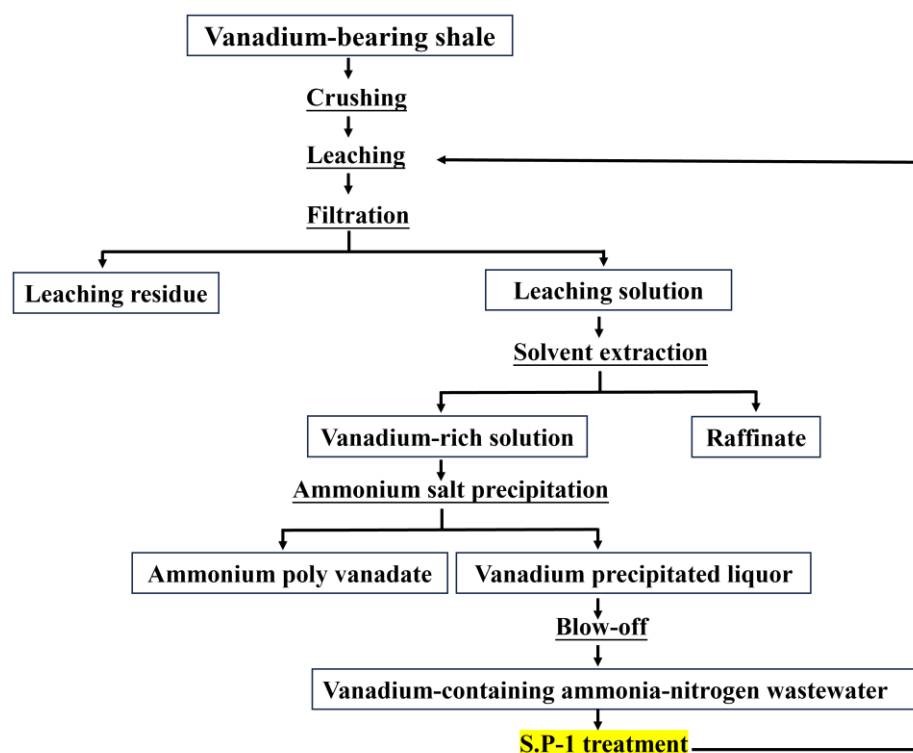 Vanadium-bearing shale
Crushing
Leaching
Filtration
Leaching residue
Leaching solution
Solvent extraction
Vanadium-rich solution
Raffinate
Ammonium salt precipitation
Ammonium poly vanadate
Vanadium precipitated liquor
Blow-off
Vanadium-containing ammonia-nitrogen wastewater
S.P-1 treatment